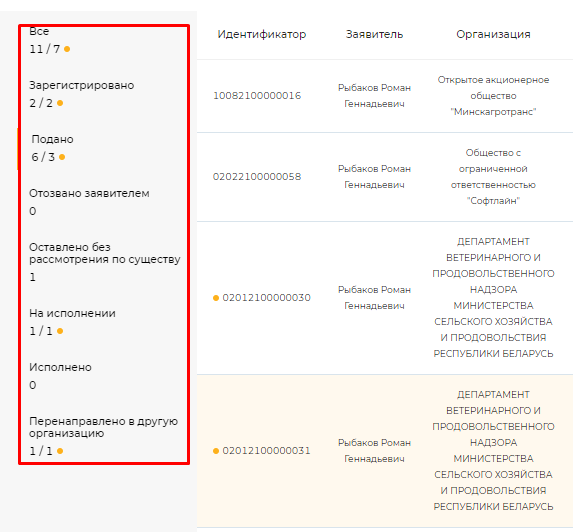 Все
11 / 7
Зарегистрировано
2 / 2
Подано
6 / 3
Отозвано заявителем
0
Оставлено без
рассмотрения по существу
1
На исполнении
1 / 1
Исполнено
0
Перенаправлено в другую
организацию
1 / 1
Идентификатор Заявитель Организация
10082100000016
Рыбаков Роман
Геннадьевич
Открытое акционерное
общество
"Минскагротранс"
02022100000058
Рыбаков Роман
Геннадьевич
Общество с
ограниченной
ответственностью
"Софтлайн"
02012100000030
Рыбаков Роман
Геннадьевич
ДЕПАРТАМЕНТ
ВЕТЕРИНАРНОГО И
ПРОДОВОЛЬСТВЕННОГО
НАДЗОРА
МИНИСТЕРСТВА
СЕЛЬСКОГО ХОЗЯЙСТВА
И ПРОДОВОЛЬСТВИЯ
РЕСПУБЛИКИ БЕЛАРУСЬ
02012100000031
Рыбаков Роман
Геннадьевич
ДЕПАРТАМЕНТ
ВЕТЕРИНАРНОГО И
ПРОДОВОЛЬСТВЕННОГО
НАДЗОРА
МИНИСТЕРСТВА
СЕЛЬСКОГО ХОЗЯЙСТВА
И ПРОДОВОЛЬСТВИЯ
РЕСПУБЛИКИ БЕЛАРУСЬ